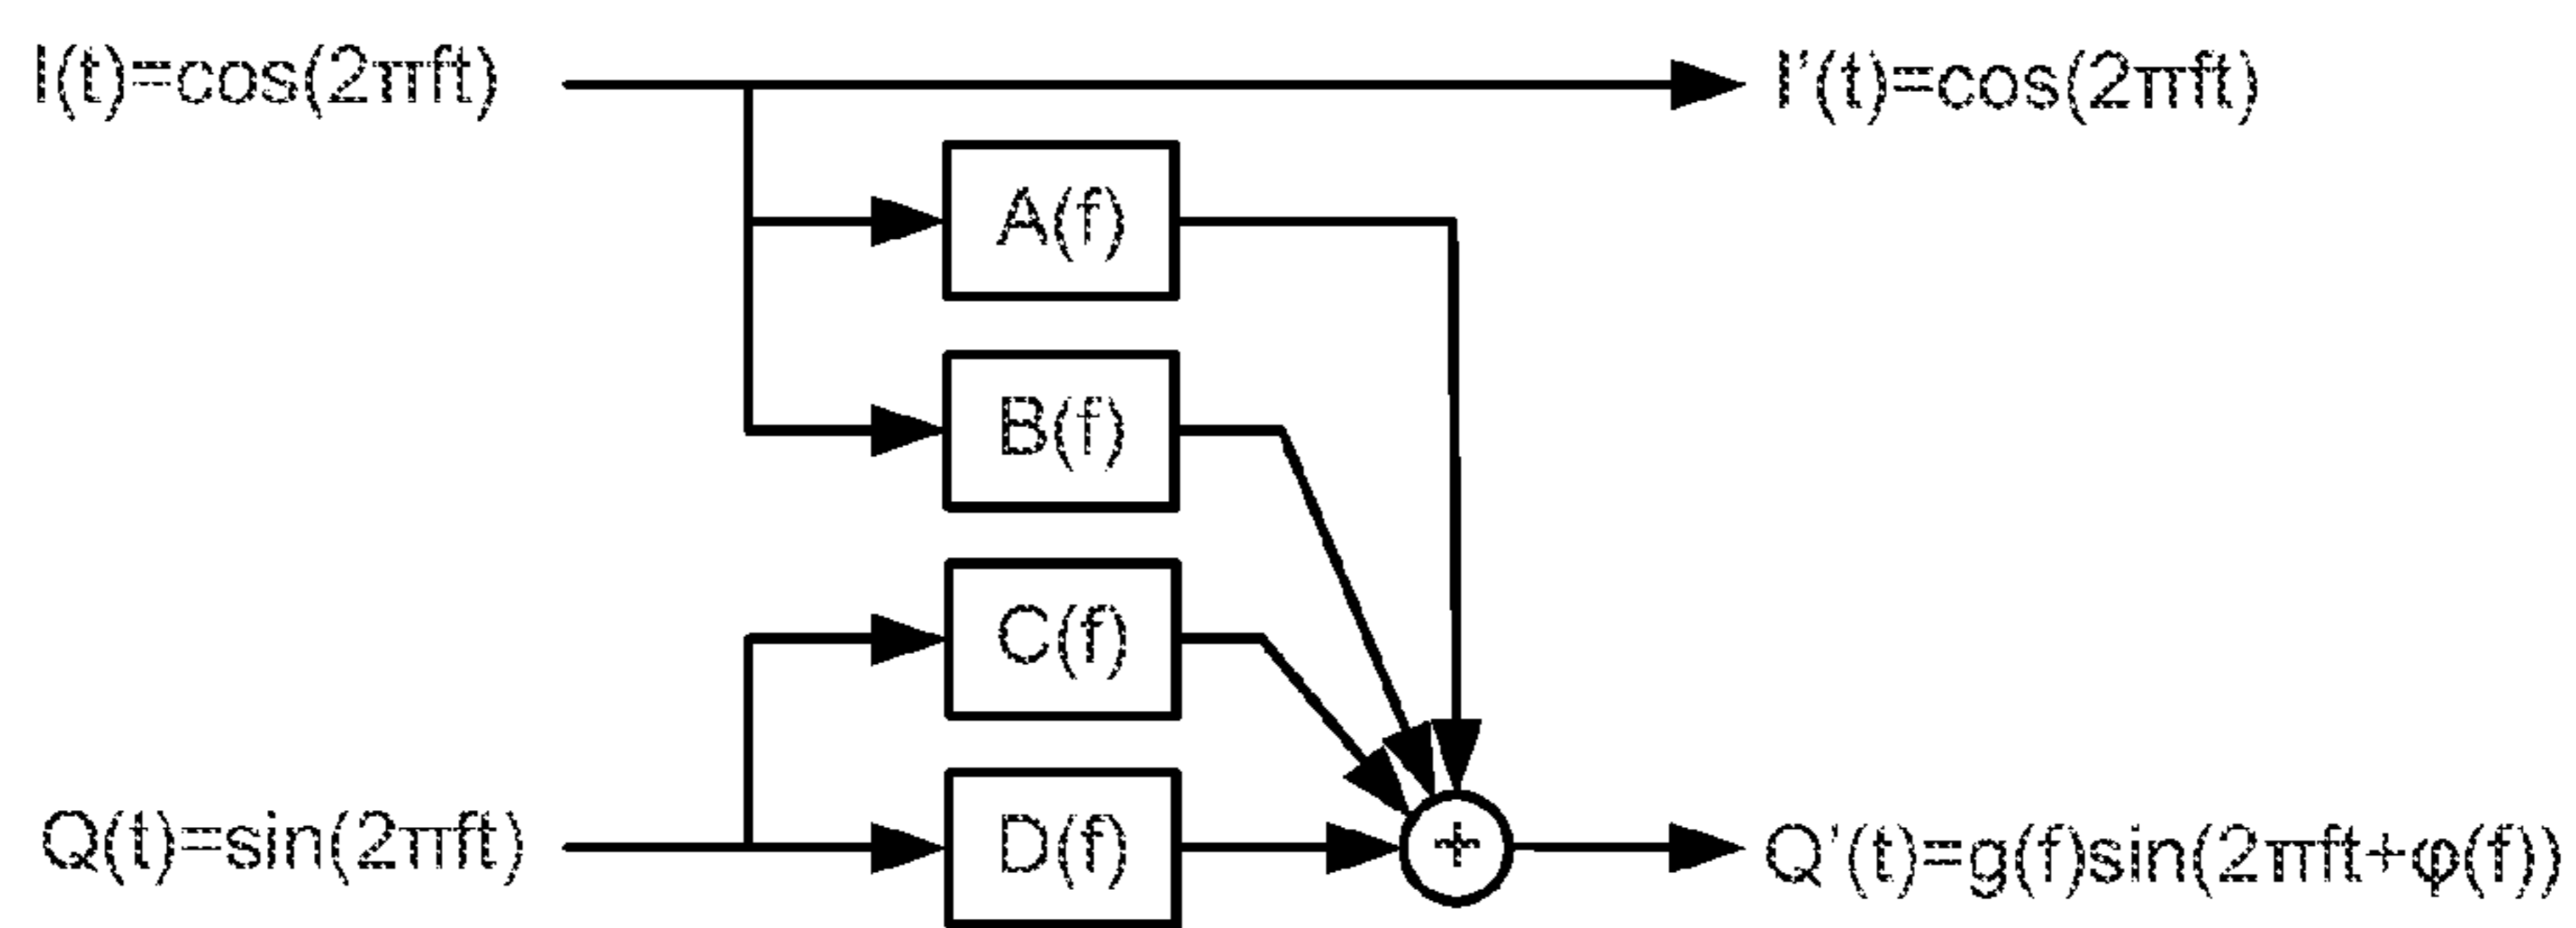 I(t)=cos(2πft)
I'(t)=cos(2πft)
A(f)
B(f)
C(f)
D(f)
+
Q(t)=sin(2πft)
Q'(t)=g(f)sin(2πft+φ(f))